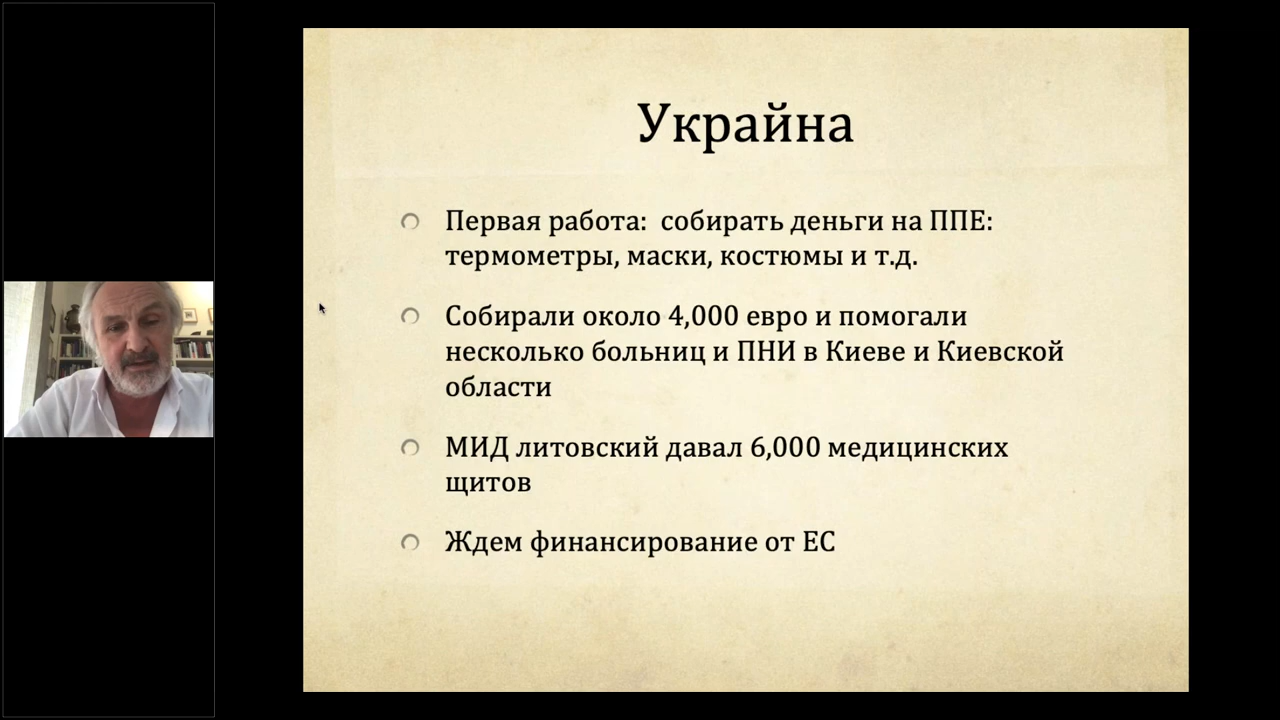 Украйна
Первая работа:  собирать деньги на ППЕ:
термометры, маски, костюмы и т.д.
Собирали около 4,000 евро и помогали
несколько больниц и ПНИ в Киеве и Киевской
области
МИД литовский давал 6,000 медицинских
щитов
Ждем финансирование от ЕС